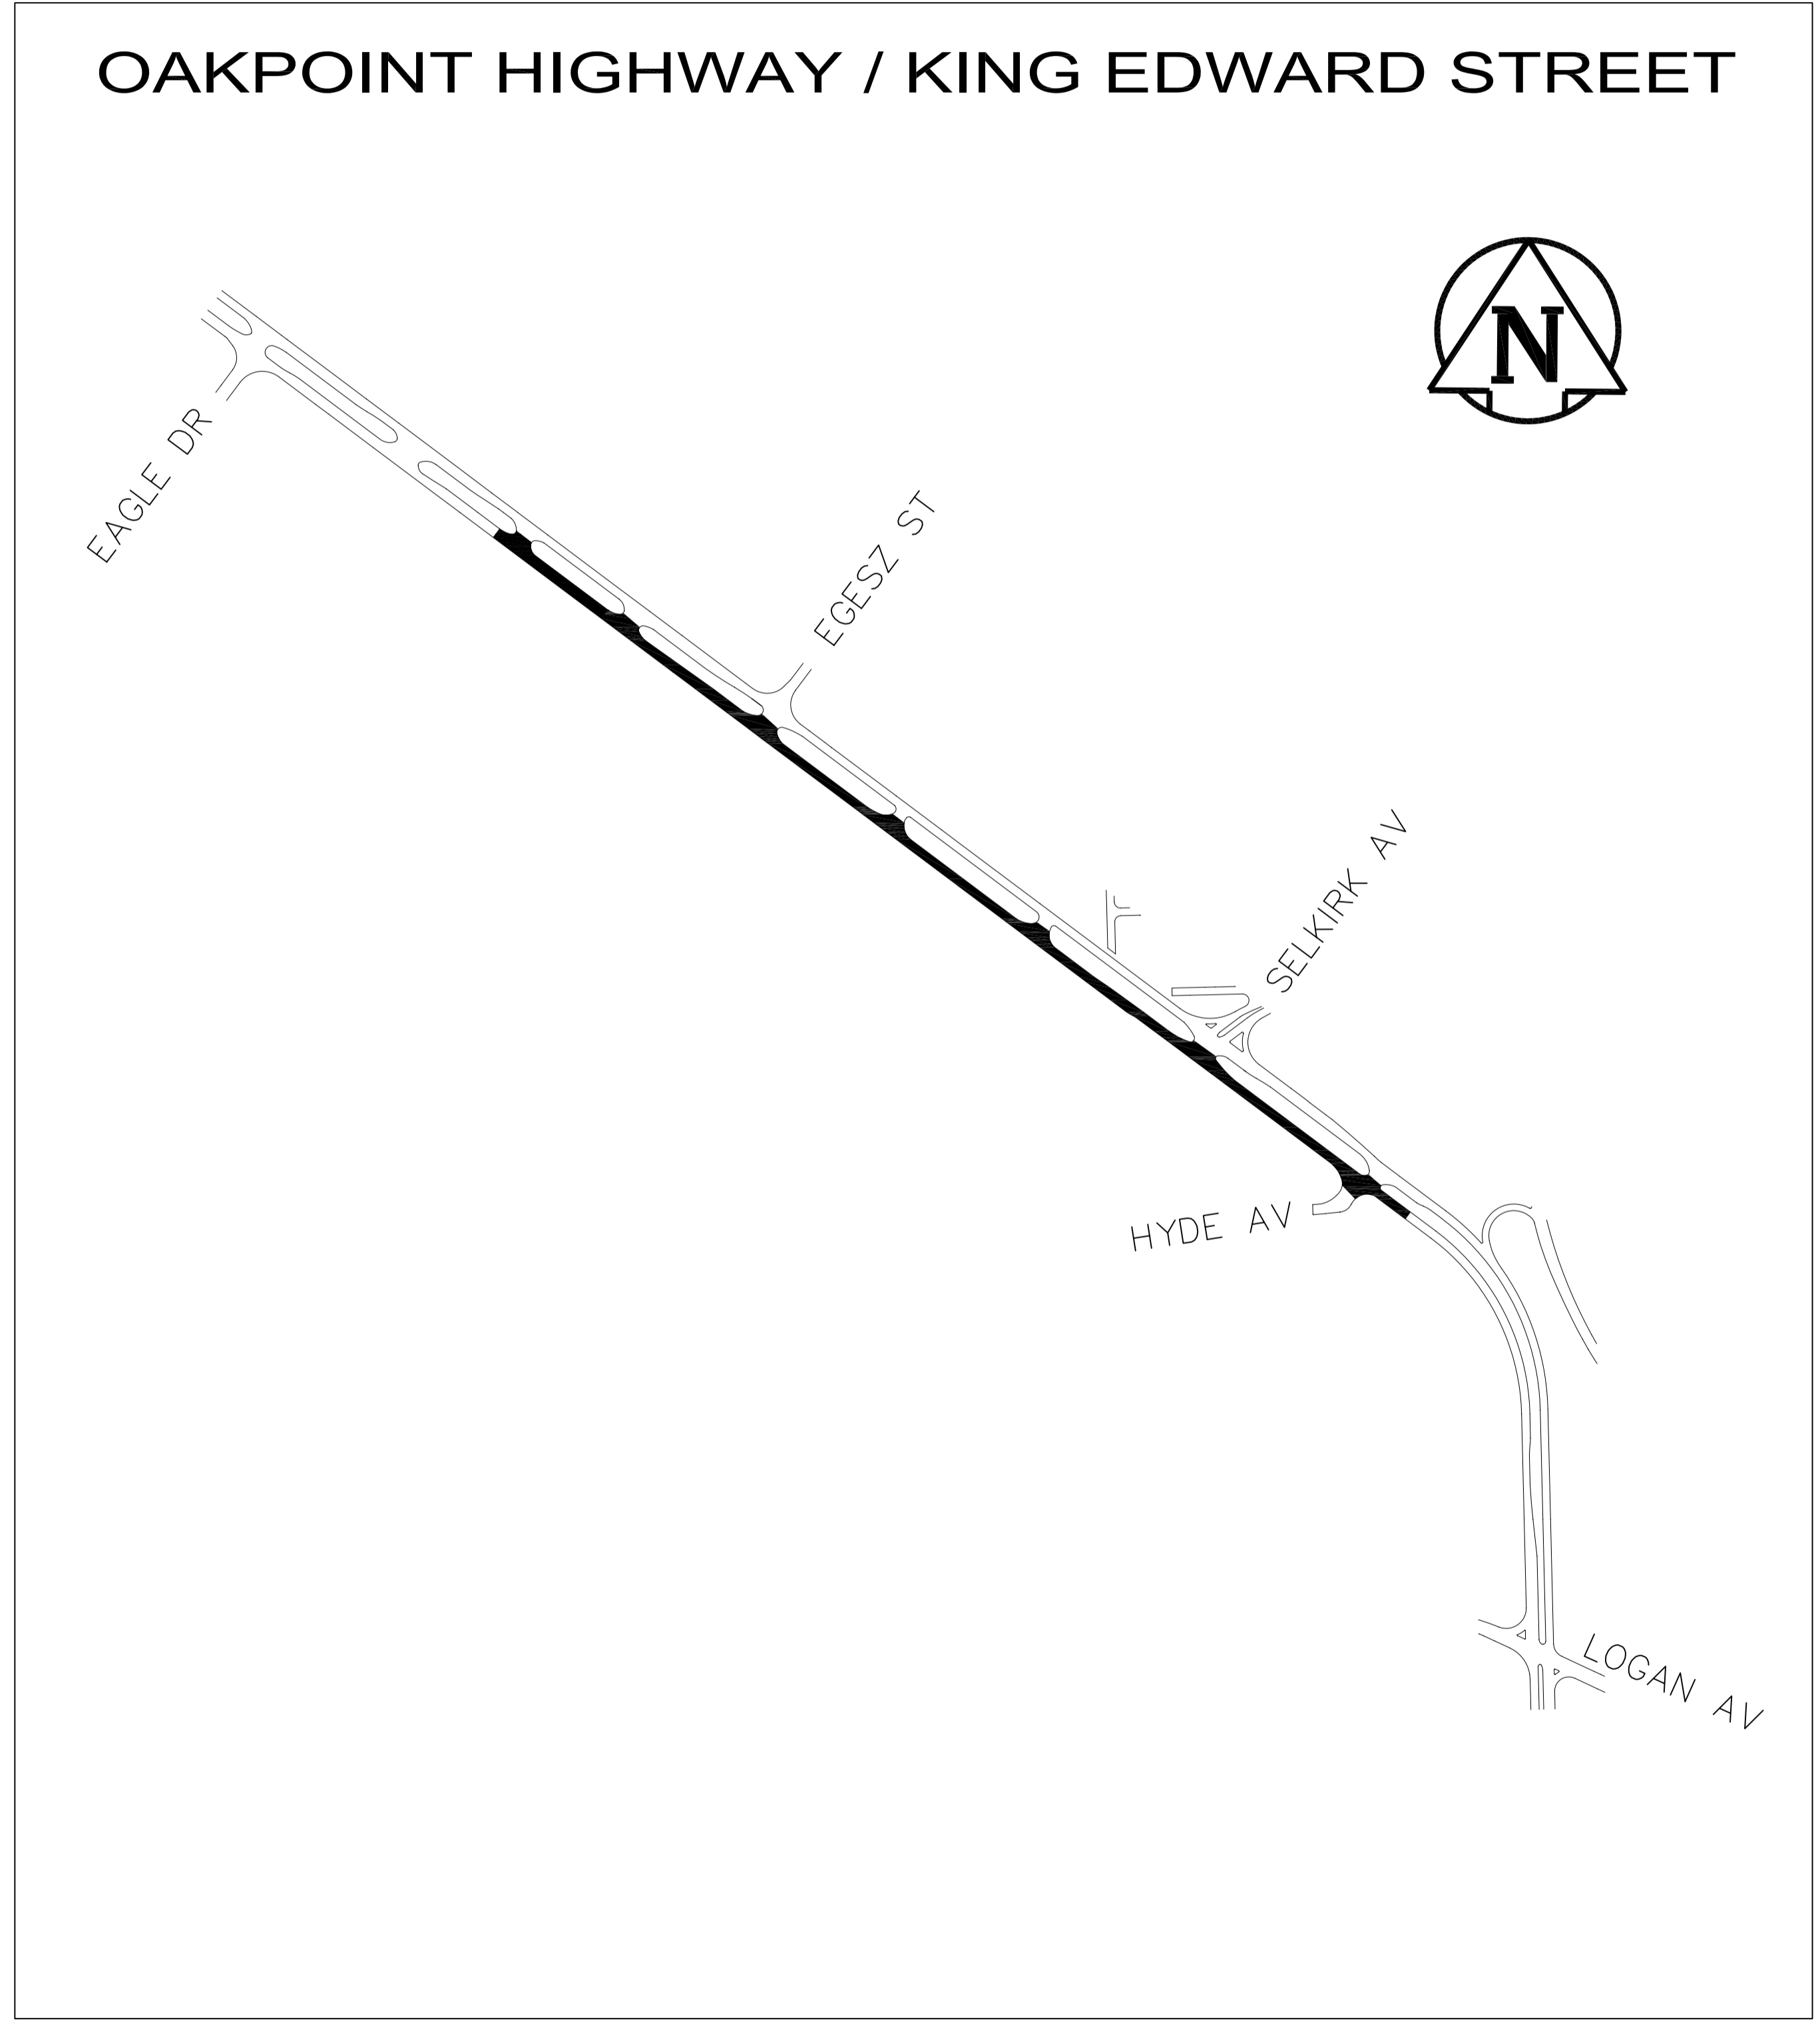 OAKPOINT HIGHWAY / KING EDWARD STREET
N
EAGLE DR
EGESZ ST
SELKIRK AV
HYDE AV
LOGAN AV